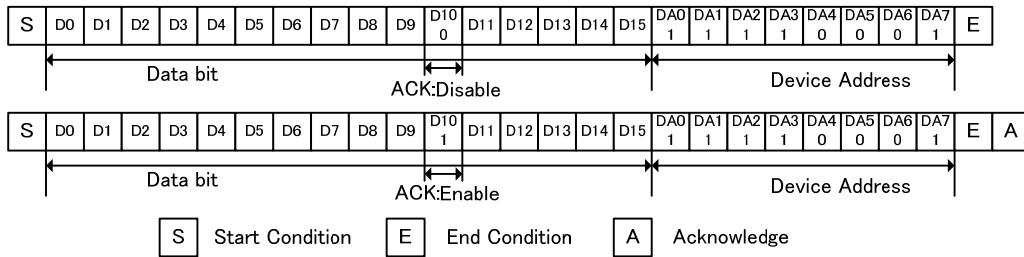 S D0 D1 D2 D3 D4 D5 D6 D7 D8 D9 D10 D11 D12 D13 D14 D15 DA0 DA1 DA2 DA3 DA4 DA5 DA6 DA7 E
0 1 1 1 1 0 0 0 1
Data bit Device Address
ACK:Disable
S D0 D1 D2 D3 D4 D5 D6 D7 D8 D9 D10 D11 D12 D13 D14 D15 DA0 DA1 DA2 DA3 DA4 DA5 DA6 DA7 E A
1 1 1 1 1 0 0 0 1
Data bit Device Address
ACK:Enable
S Start Condition E End Condition A Acknowledge